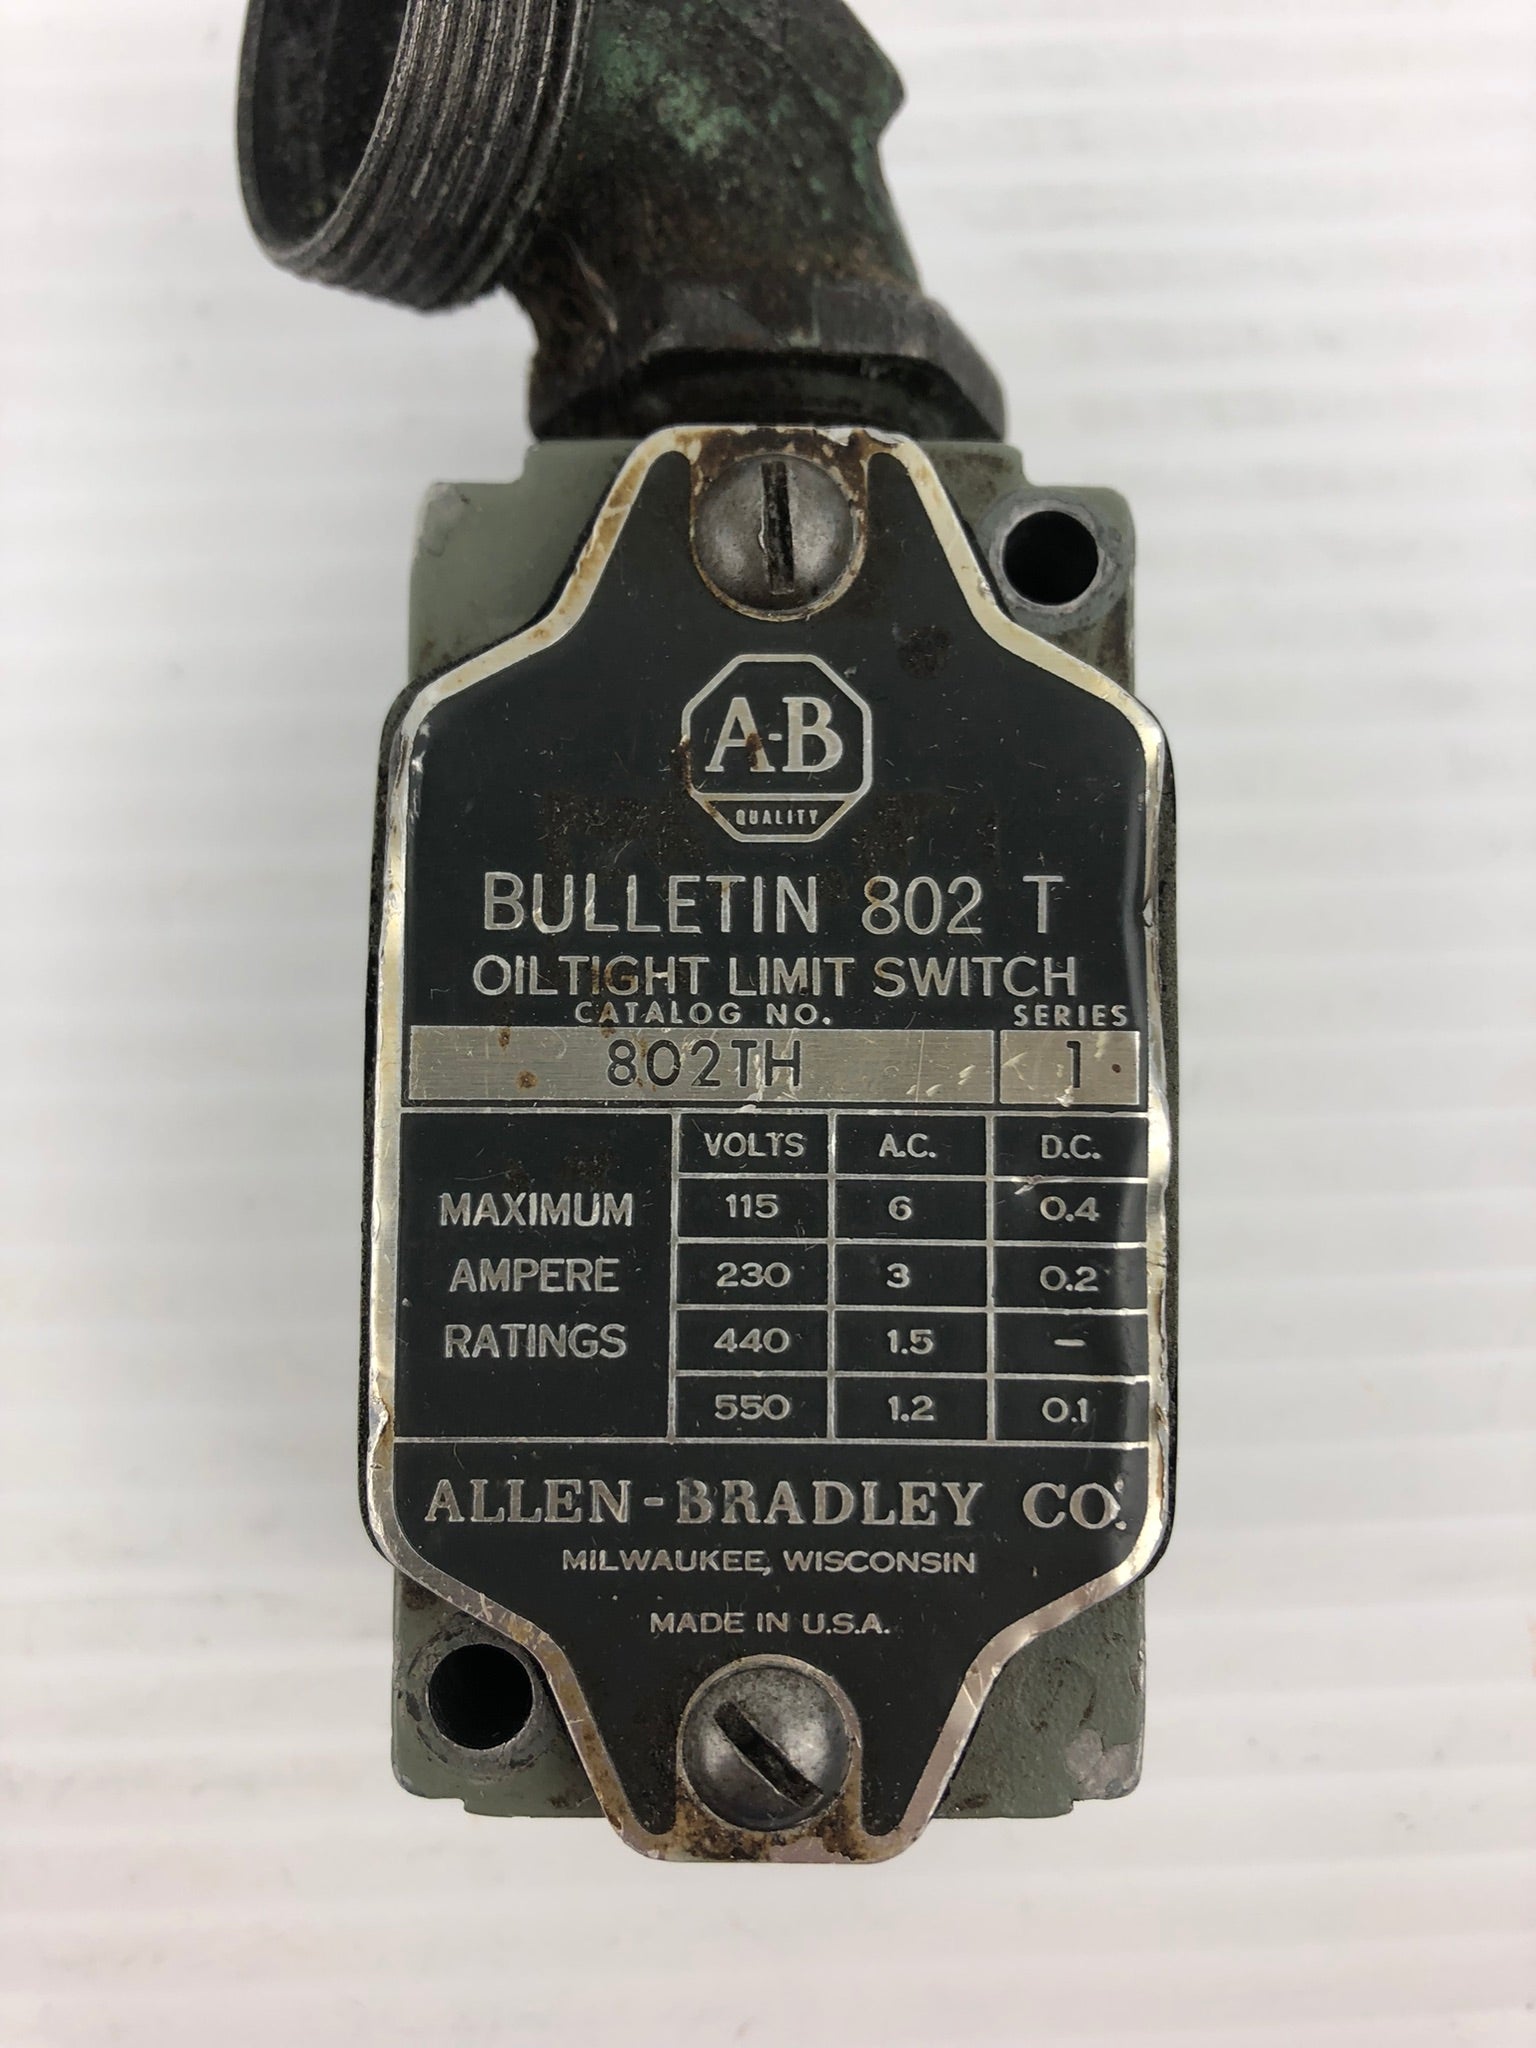 A-B
QUALITY
BULLETIN 802 T
OILTIGHT LIMIT SWITCH
CATALOG NO. SERIES
802TH 1
VOLTS A.C. D.C.
MAXIMUM 115 6 0.4
AMPERE 230 3 0.2
RATINGS 440 1.5 –
550 1.2 0.1
ALLEN-BRADLEY CO.
MILWAUKEE, WISCONSIN
MADE IN U.S.A.